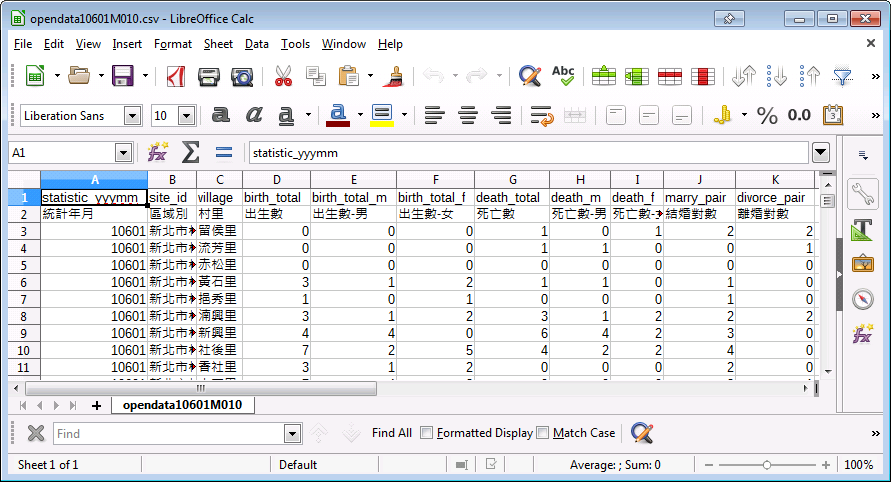 opendata10601M010.csv - LibreOffice Calc
File Edit View Insert Format Sheet Data Tools Window Help
Abc
Liberation Sans 10 a a a a % 0.0
A1 fx Σ = statistic_yyymm
A B C D E F G H I J K
1 statistic_yyymm site_id village birth_total birth_total_m birth_total_f death_total death_m death_f marry_pair divorce_pair
2 統計年月 區域別 村里 出生數 出生數-男 出生數-女 死亡數 死亡數-男 死亡數- 結婚對數 離婚對數
3 10601 新北市 留侯里 0 0 0 1 0 1 2 2
4 10601 新北市 流芳里 0 0 0 1 1 0 0 1
5 10601 新北市 赤松里 0 0 0 0 0 0 0 0
6 10601 新北市 黃石里 3 1 2 1 1 0 1 0
7 10601 新北市 挹秀里 1 0 1 0 0 0 1 0
8 10601 新北市 湳興里 3 1 2 3 1 2 2 2
9 10601 新北市 新興里 4 4 0 6 4 2 3 0
10 10601 新北市 社後里 7 2 5 4 2 2 4 0
11 10601 新北市 香社里 3 1 2 0 0 0 2 0
opendata10601M010
Find Find All Formatted Display Match Case
Sheet 1 of 1 Default Average: ; Sum: 0 100%